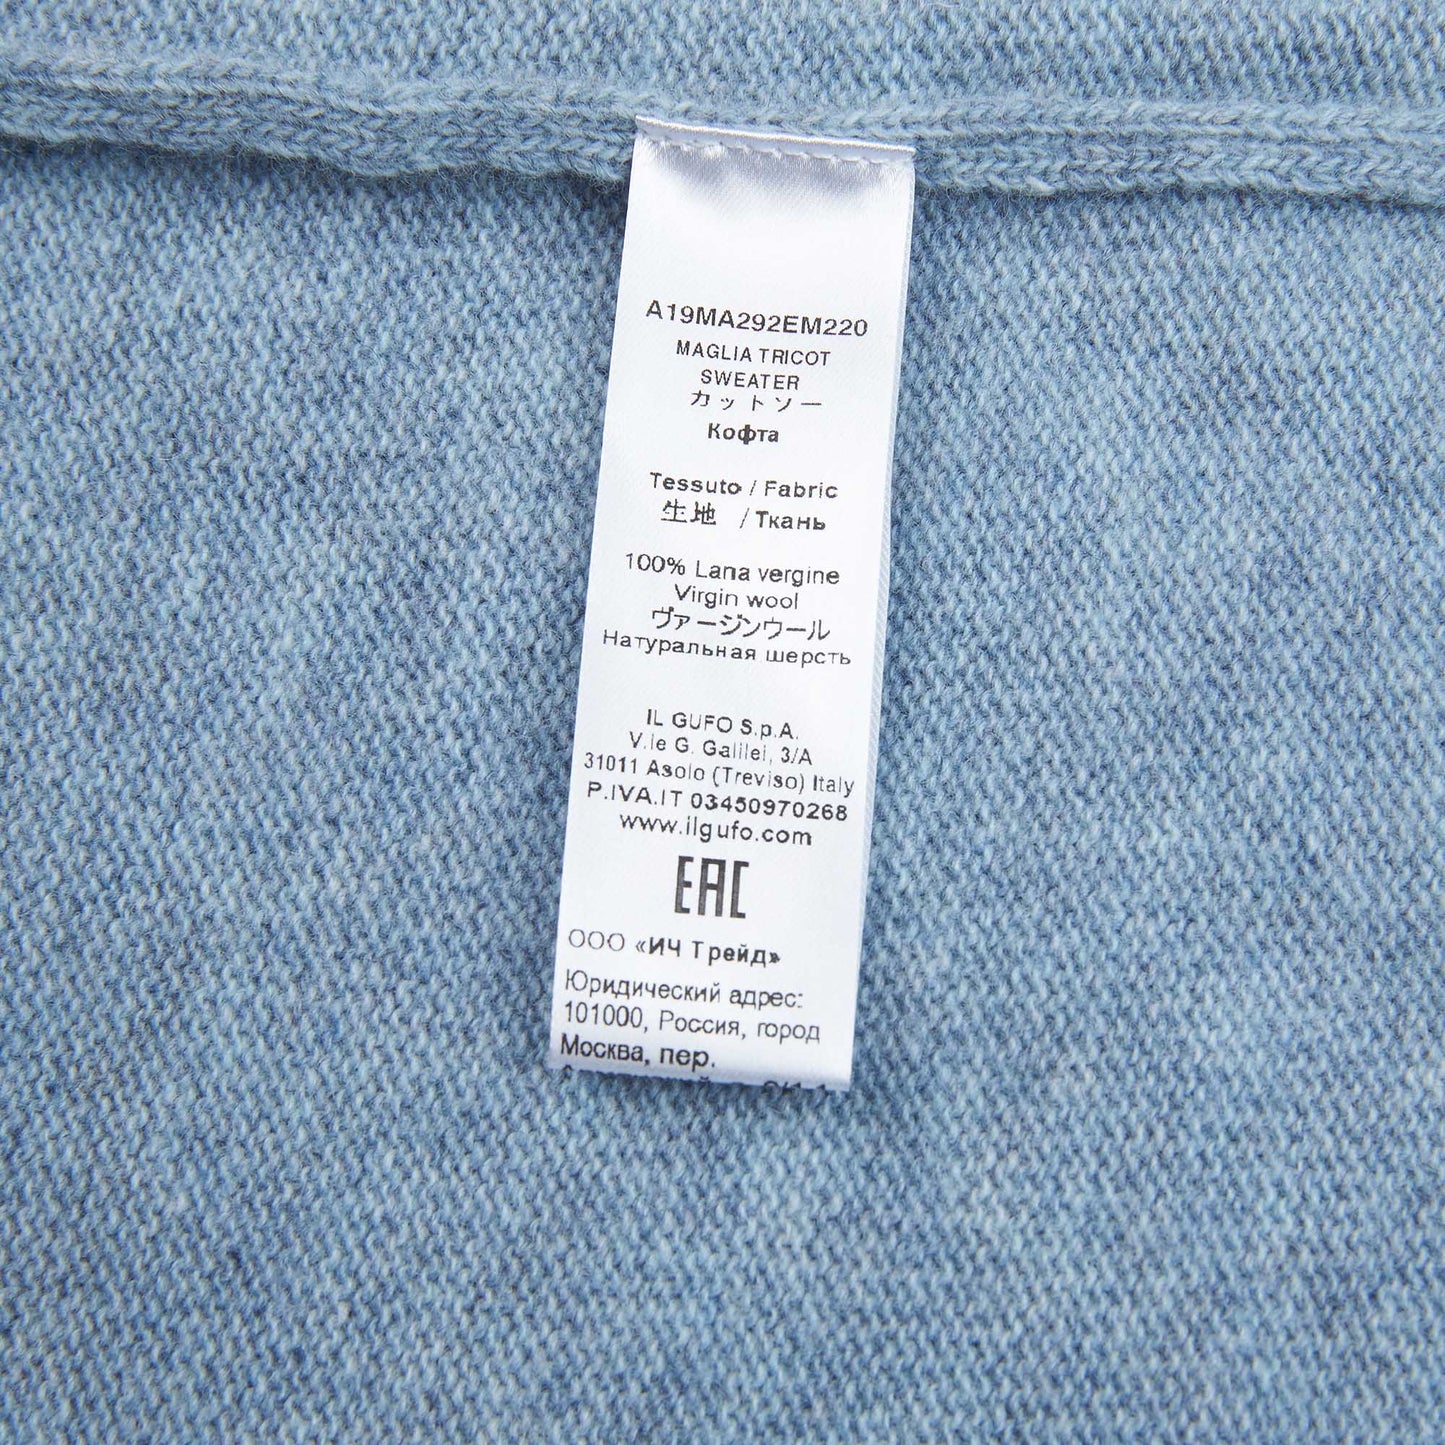 A19MA292EM220
MAGLIA TRICOT
SWEATER
カットソー
Кофта
Tessuto / Fabric
生地 / Ткань
100% Lana vergine
Virgin wool
ヴァージンウール
Натуральная шерсть
IL GUFO S.p.A.
V.le G. Galilei, 3/A
31011 Asolo (Treviso) Italy
P.IVA.IT 03450970268
www.ilgufo.com
EAC
ООО «ИЧ Трейд»
Юридический адрес:
101000, Россия, город
Москва, пер.